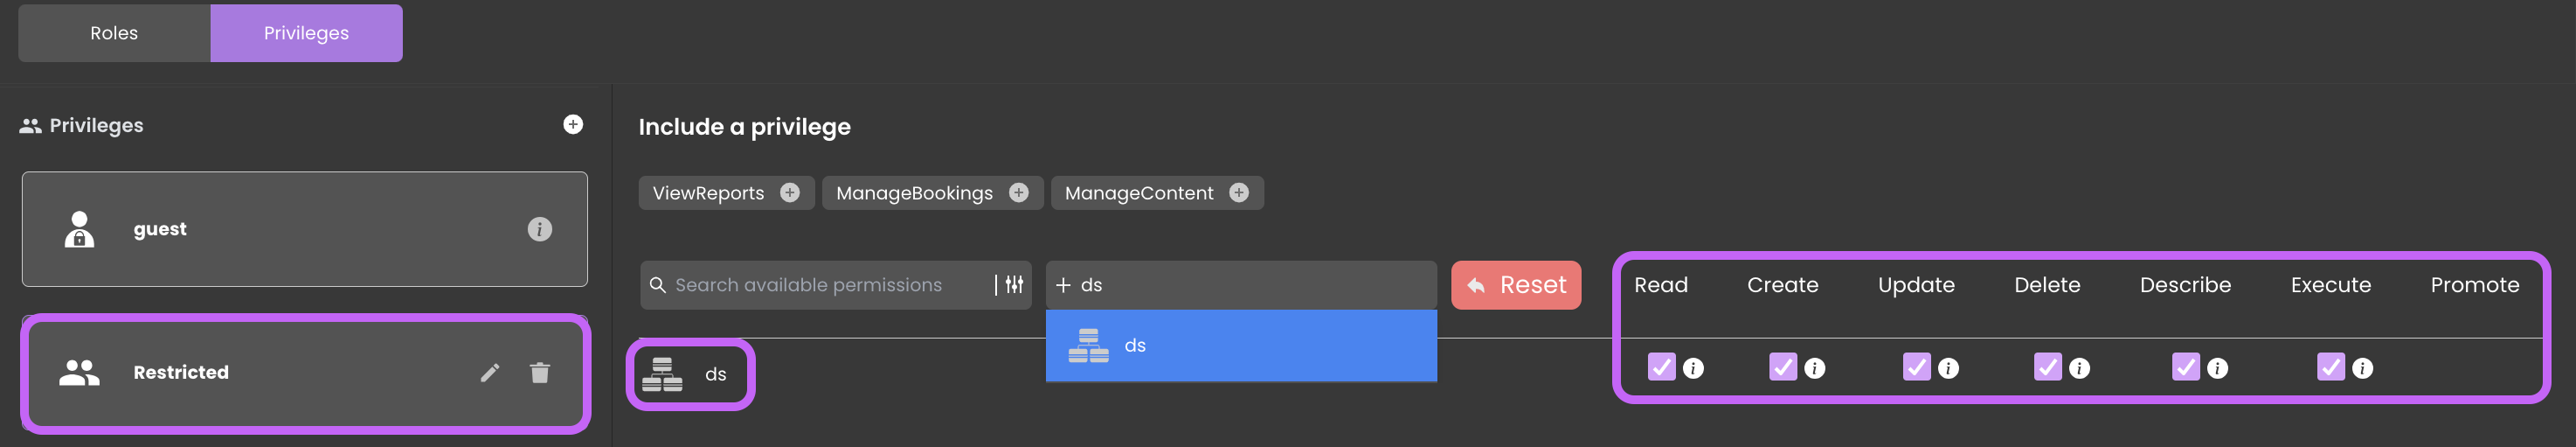 Roles Privileges
Privileges
guest
Restricted
Include a privilege
ViewReports ManageBookings ManageContent
Search available permissions + ds Reset Read Create Update Delete Describe Execute Promote
ds
ds